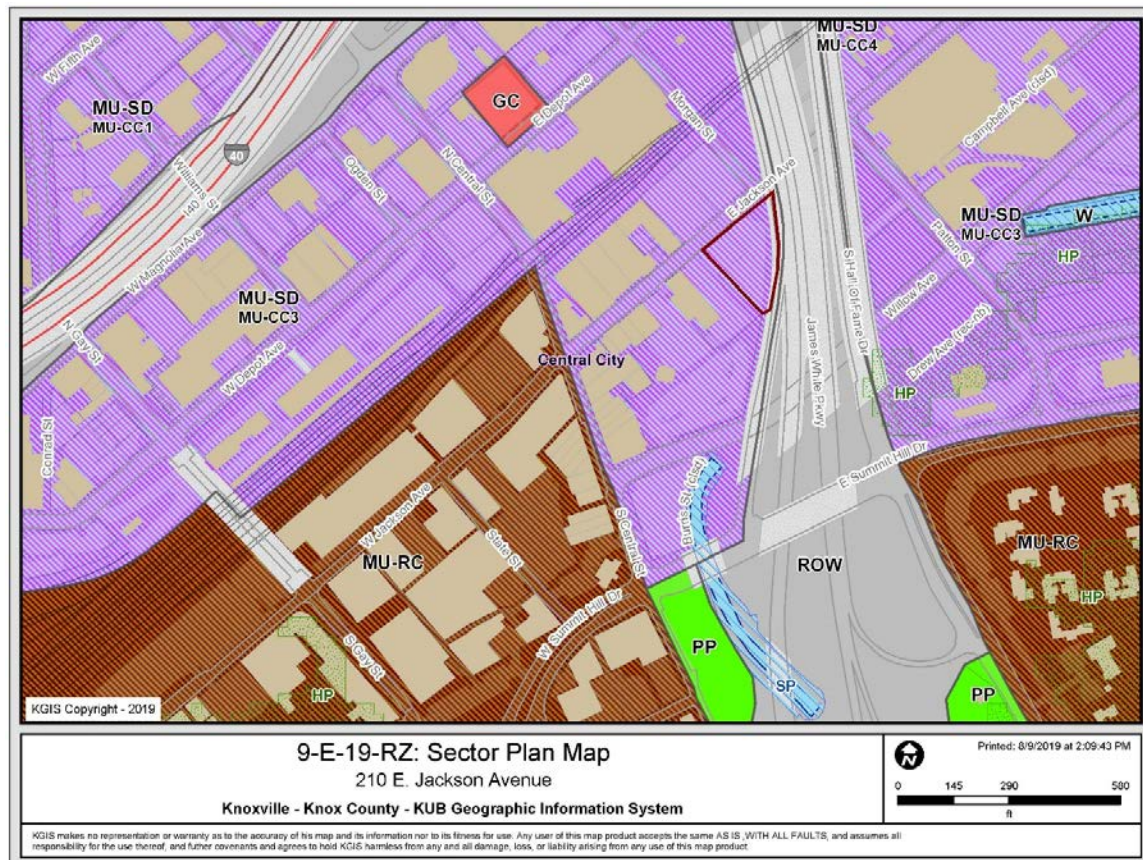 W Fifth Ave
MU-SD
MU-CC1
40
Williams St
I40
W Magnolia Ave
N Gay St
Conrad St
Ogden St
N Central St
GC
E Depot Ave
Morgan St
MU-SD
MU-CC4
Campbell Ave (clsd)
E Jackson Ave
MU-SD
MU-CC3
W
HP
Patton St
Willow Ave
S Hall Of Fame Dr
Drew Ave (rec-nb)
HP
James White Pkwy
MU-SD
MU-CC3
W Depot Ave
Central City
W Jackson Ave
State St
S Central St
MU-RC
W Summit Hill Dr
S Gay St
HP
Burns St (clsd)
E Summit Hill Dr
ROW
PP
SP
PP
MU-RC
HP
KGIS Copyright - 2019
9-E-19-RZ: Sector Plan Map
210 E. Jackson Avenue
Knoxville - Knox County - KUB Geographic Information System
Printed: 8/9/2019 at 2:09:43 PM
0 145 290 580
ft
KGIS makes no representation or warranty as to the accuracy of his map and its information nor to its fitness for use. Any user of this map product accepts the same AS IS ,WITH ALL FAULTS, and assumes all
responsibility for the use thereof, and futher covenants and agrees to hold KGIS harmless from any and all damage, loss, or liability arising from any use of this map product.